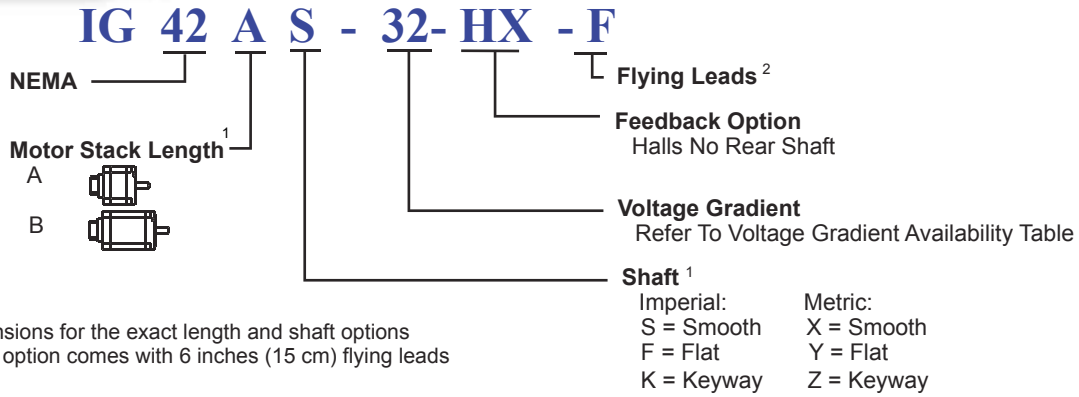 IG 42 A S - 32- HX - F
NEMA
Flying Leads 2
Feedback Option
Halls No Rear Shaft
Motor Stack Length 1
A
B
Voltage Gradient
Refer To Voltage Gradient Availability Table
Shaft 1
Imperial: Metric:
S = Smooth X = Smooth
F = Flat Y = Flat
K = Keyway Z = Keyway
nsions for the exact length and shaft options
option comes with 6 inches (15 cm) flying leads